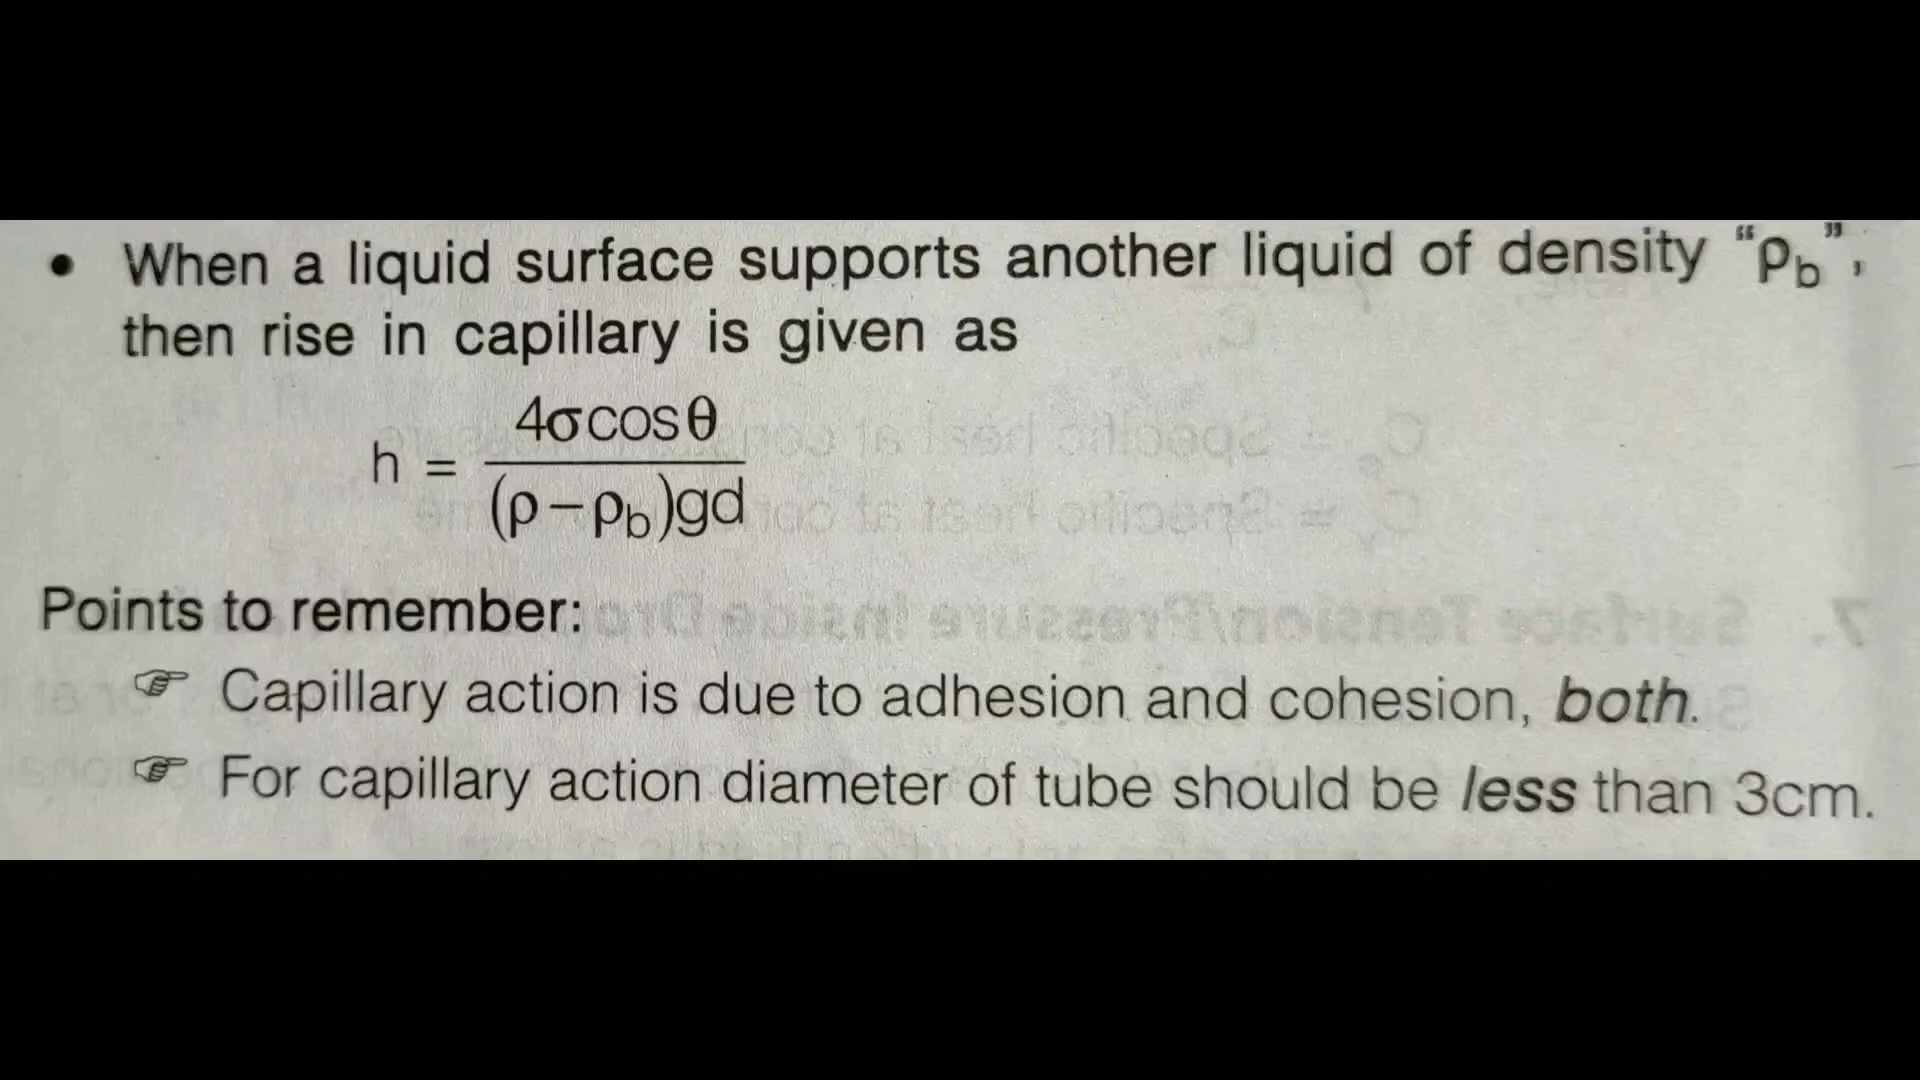 • When a liquid surface supports another liquid of density “ρb”,
then rise in capillary is given as
h = 4σcosθ / (ρ−ρb)gd
Points to remember:
☞ Capillary action is due to adhesion and cohesion, both.
☞ For capillary action diameter of tube should be less than 3cm.